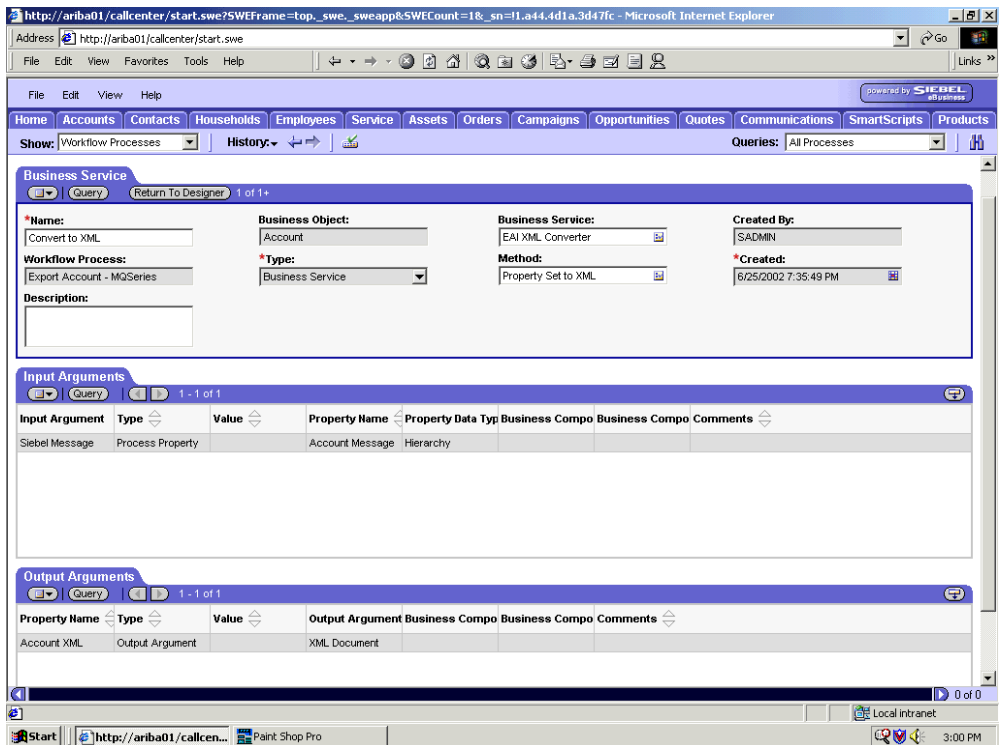 http://ariba01/callcenter/start.swe?SWEFrame=top._swe._sweapp&SWECount=1&_sn=!1.a44.4d1a.3d47fc - Microsoft Internet Explorer
Address http://ariba01/callcenter/start.swe Go
File Edit View Favorites Tools Help Links »
File Edit View Help powered by SIEBEL eBusiness
Home Accounts Contacts Households Employees Service Assets Orders Campaigns Opportunities Quotes Communications SmartScripts Products
Show: Workflow Processes History: Queries: All Processes
Business Service
Query Return To Designer 1 of 1+
*Name: Business Object: Business Service: Created By:
Convert to XML Account EAI XML Converter SADMIN
Workflow Process: *Type: Method: *Created:
Export Account - MQSeries Business Service Property Set to XML 6/25/2002 7:35:49 PM
Description:
Input Arguments
Query 1 - 1 of 1
Input Argument Type Value Property Name Property Data Typ Business Compo Business Compo Comments
Siebel Message Process Property Account Message Hierarchy
Output Arguments
Query 1 - 1 of 1
Property Name Type Value Output Argument Business Compo Business Compo Comments
Account XML Output Argument XML Document
0 of 0
Local intranet
Start http://ariba01/callcen... Paint Shop Pro 3:00 PM